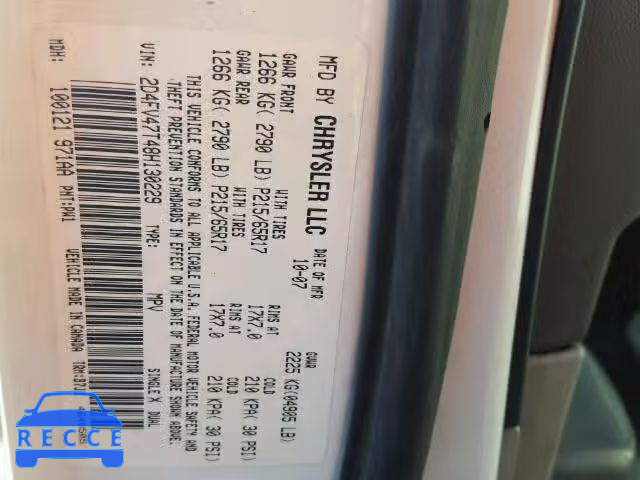 MFD BY CHRYSLER LLC
DATE OF MFR 10-07
GVWR 2225 KG(04905 LB)
GAWR FRONT WITH TIRES RIMS AT COLD
1266 KG( 2790 LB) P215/65R17 17X7.0 210 KPA( 30 PSI)
GAWR REAR WITH TIRES RIMS AT COLD
1266 KG( 2790 LB) P215/65R17 17X7.0 210 KPA( 30 PSI)
THIS VEHICLE CONFORMS TO ALL APPLICABLE U.S.A. FEDERAL MOTOR VEHICLE SAFETY AND
THEFT PREVENTION STANDARDS IN EFFECT ON THE DATE OF MANUFACTURE SHOWN ABOVE.
VIN: 2D4FV47T48H130229 TYPE: MPV SINGLE X DUAL
MDH: 100121 971AA PNT:PW1 VEHICLE MADE IN CANADA
RECCE